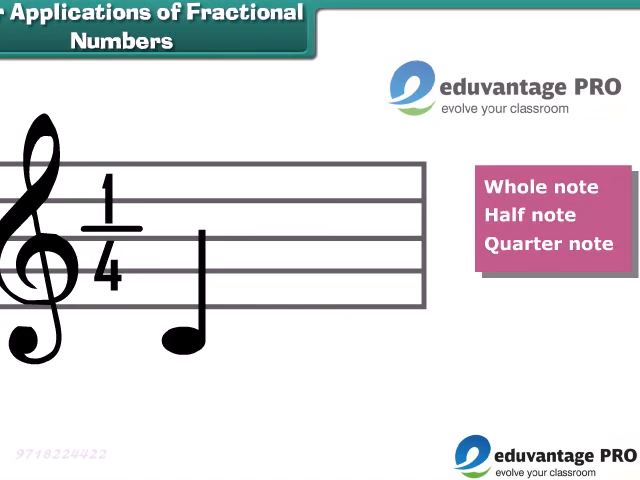 r Applications of Fractional
Numbers
eduvantage PRO
evolve your classroom
1
4
Whole note
Half note
Quarter note
9718224422
eduvantage PRO
evolve your classroom